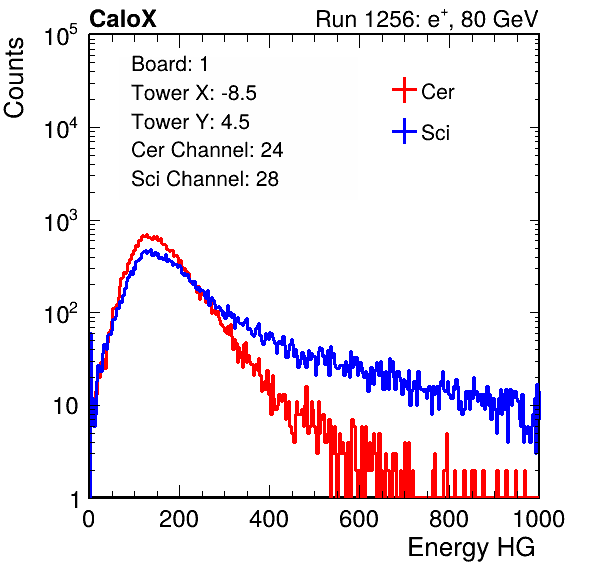 CaloX Run 1256: e⁺, 80 GeV
Board: 1
Tower X: -8.5
Tower Y: 4.5
Cer Channel: 24
Sci Channel: 28
Cer
Sci
Counts
10⁵
10⁴
10³
10²
10
1
0 200 400 600 800 1000
Energy HG